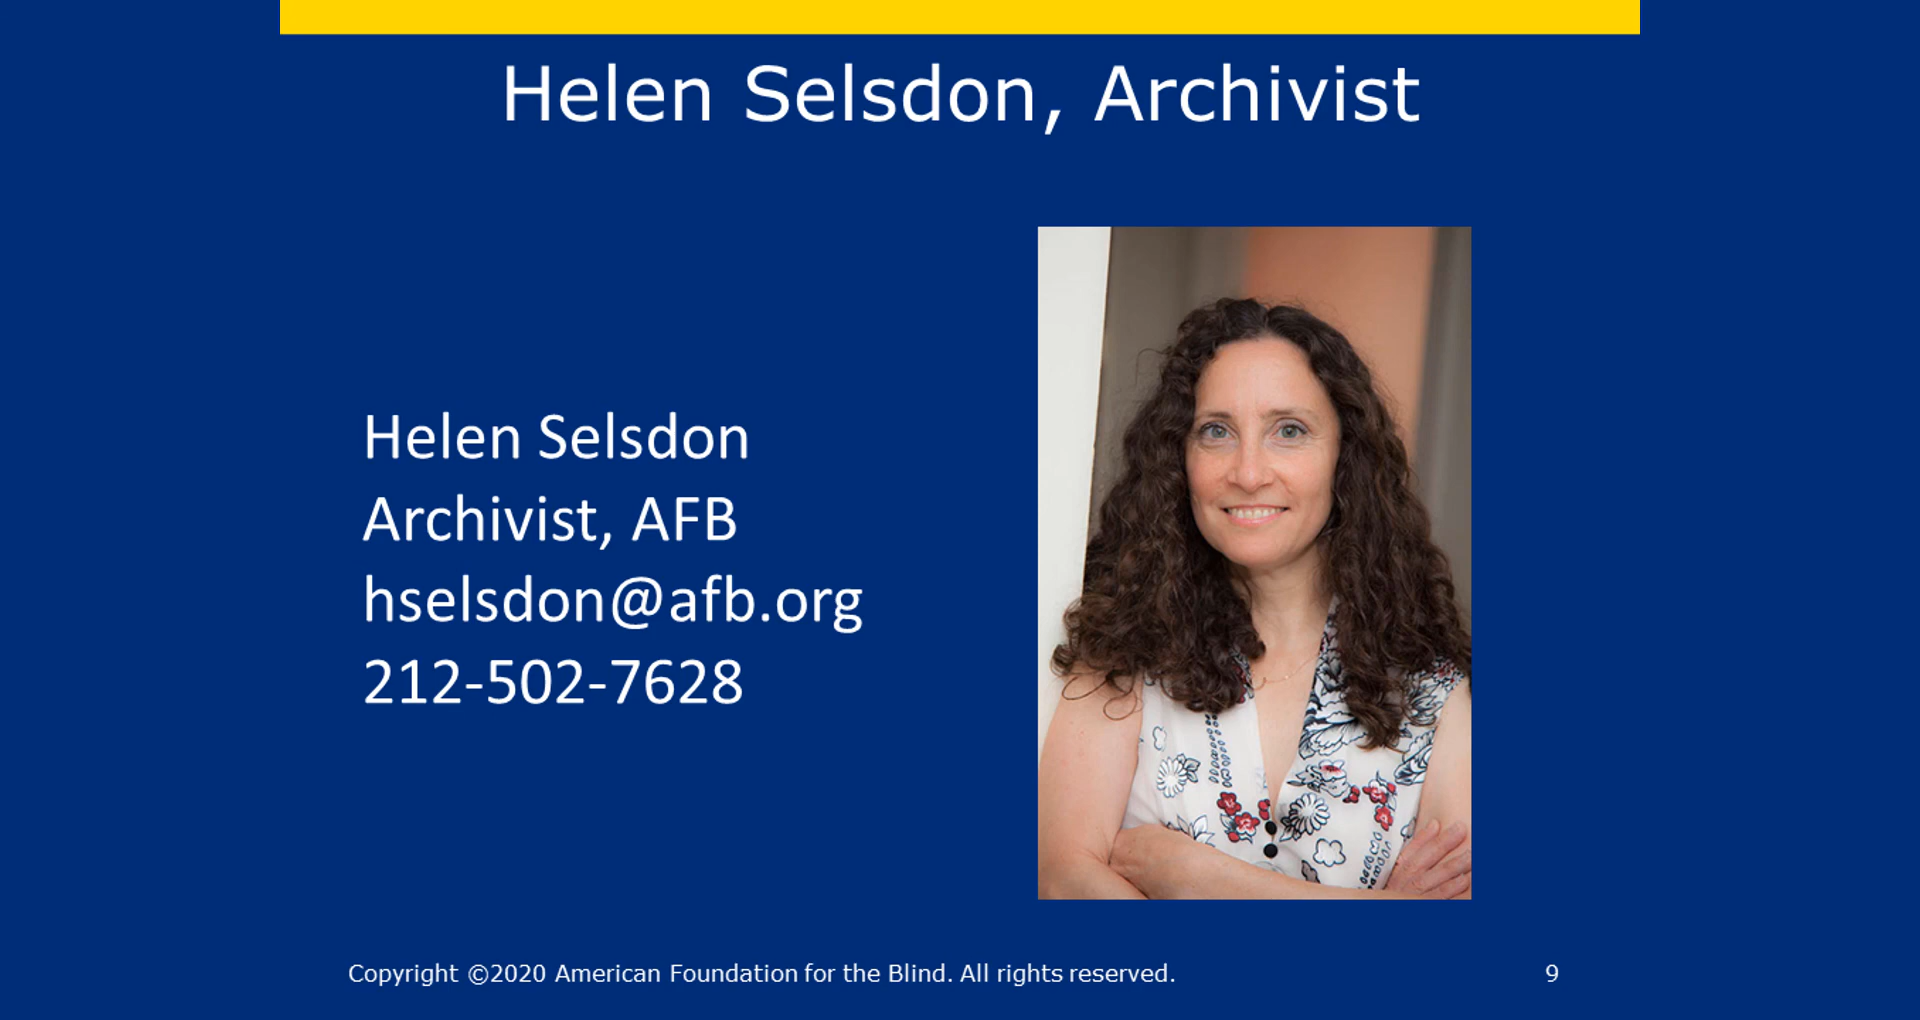 Helen Selsdon, Archivist
Helen Selsdon
Archivist, AFB
hselsdon@afb.org
212-502-7628
Copyright ©2020 American Foundation for the Blind. All rights reserved.
9